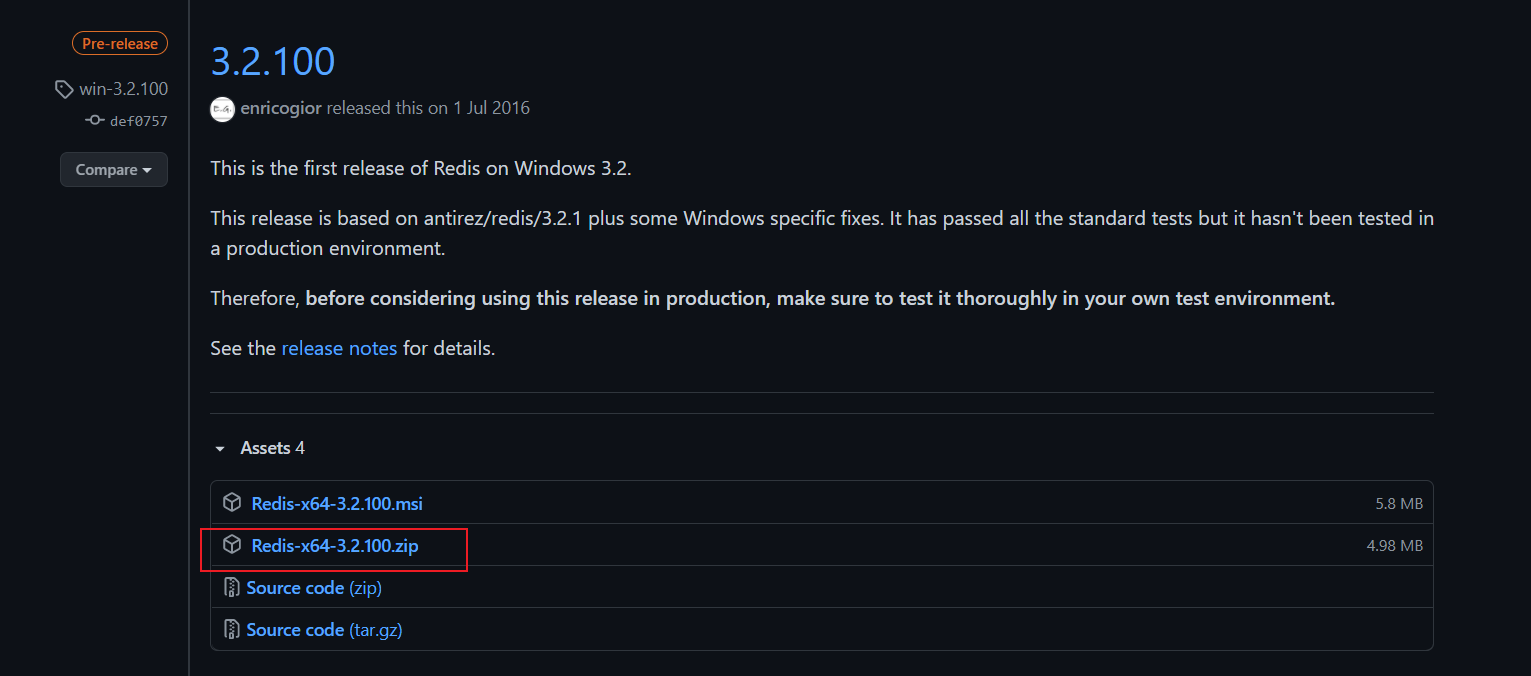 Pre-release
win-3.2.100
def0757
Compare
3.2.100
enricogior released this on 1 Jul 2016
This is the first release of Redis on Windows 3.2.
This release is based on antirez/redis/3.2.1 plus some Windows specific fixes. It has passed all the standard tests but it hasn't been tested in
a production environment.
Therefore, before considering using this release in production, make sure to test it thoroughly in your own test environment.
See the release notes for details.
Assets 4
Redis-x64-3.2.100.msi 5.8 MB
Redis-x64-3.2.100.zip 4.98 MB
Source code (zip)
Source code (tar.gz)